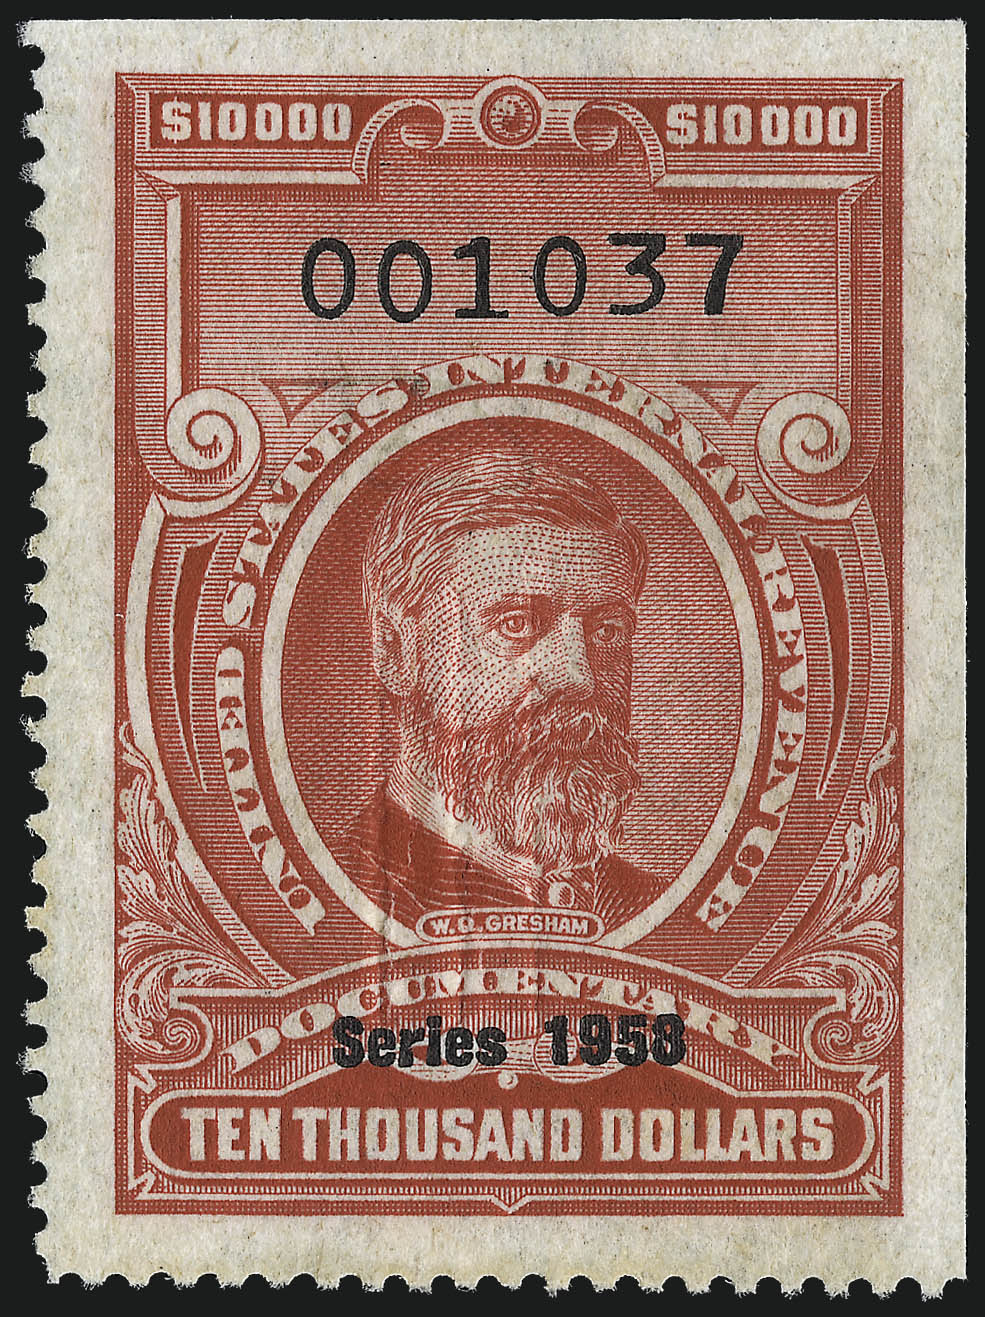 $10000 $10000
001037
UNITED STATES INTERNAL REVENUE
W.Q. GRESHAM
DOCUMENTARY
Series 1958
TEN THOUSAND DOLLARS